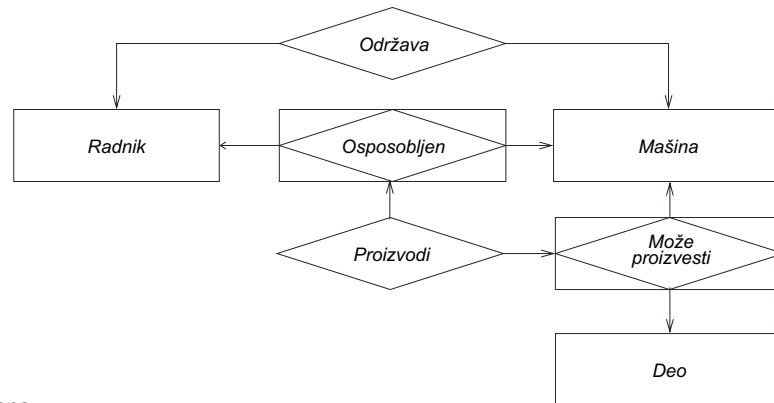 Održava
Radnik
Osposobljen
Mašina
Proizvodi
Može
proizvesti
Deo